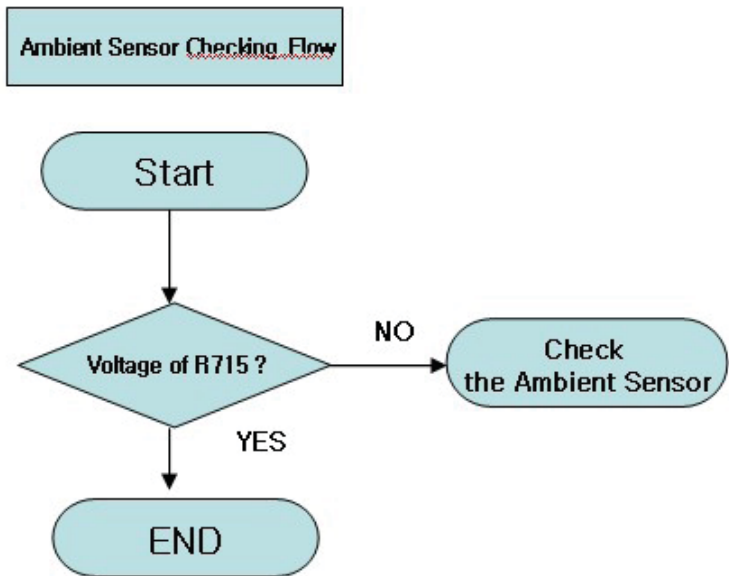 Ambient Sensor Checking Flow
Start
Voltage of R715 ?
NO
Check
the Ambient Sensor
YES
END